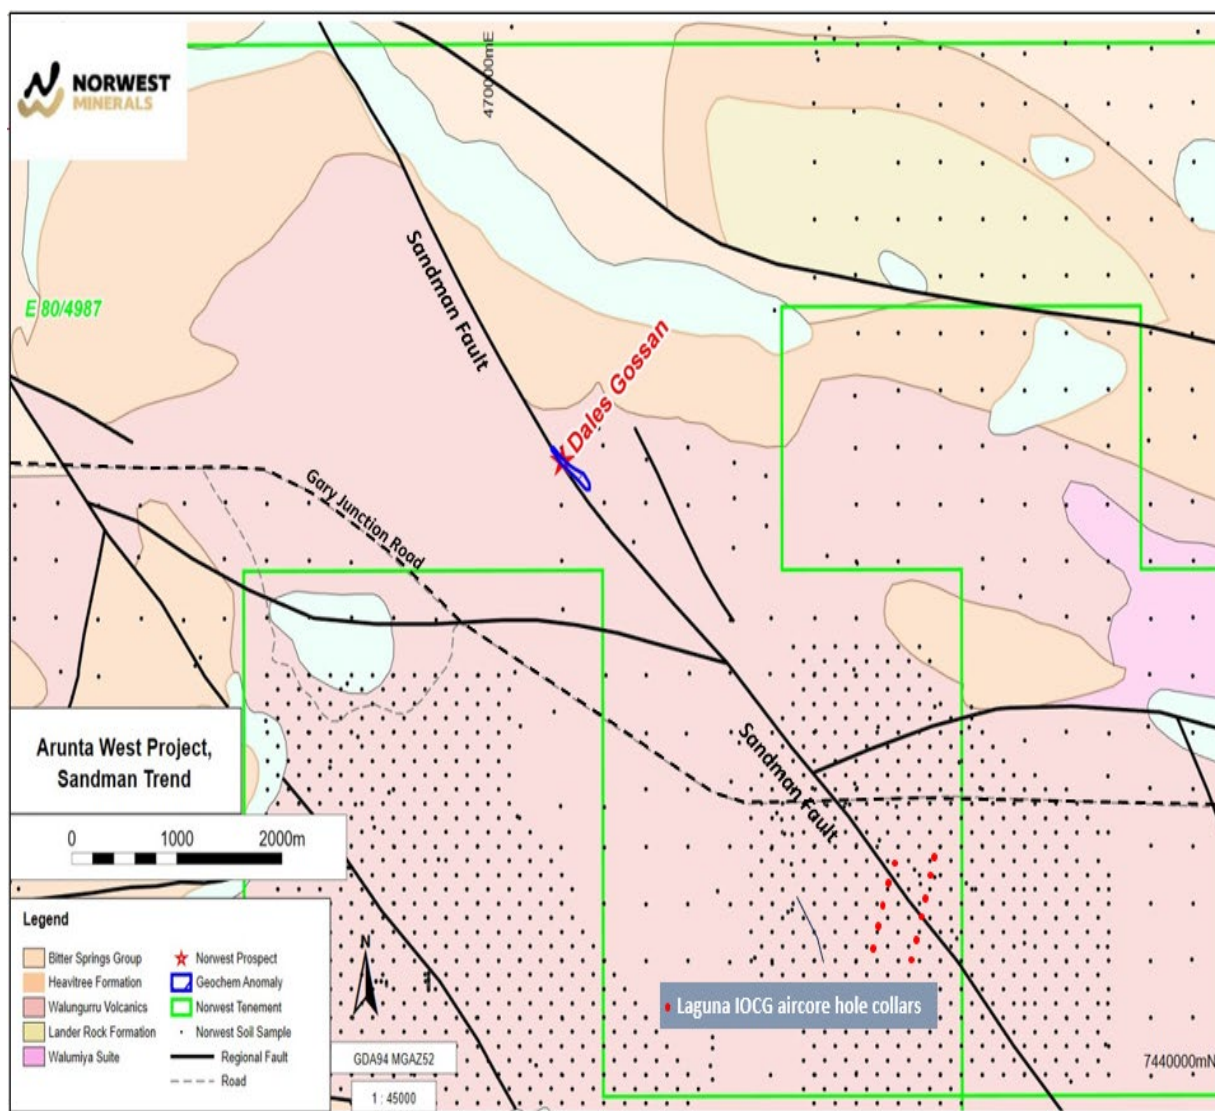 NORWEST
MINERALS
470000mE
E 80/4987
Sandman Fault
Dales Gossan
Gary Junction Road
Sandman Fault
Arunta West Project,
Sandman Trend
0 1000 2000m
Legend
Bitter Springs Group
Heavitree Formation
Walungurru Volcanics
Lander Rock Formation
Walumiya Suite
Norwest Prospect
Geochem Anomaly
Norwest Tenement
Norwest Soil Sample
Regional Fault
Road
N
GDA94 MGAZ52
1 : 45000
Laguna IOCG aircore hole collars
7440000mN